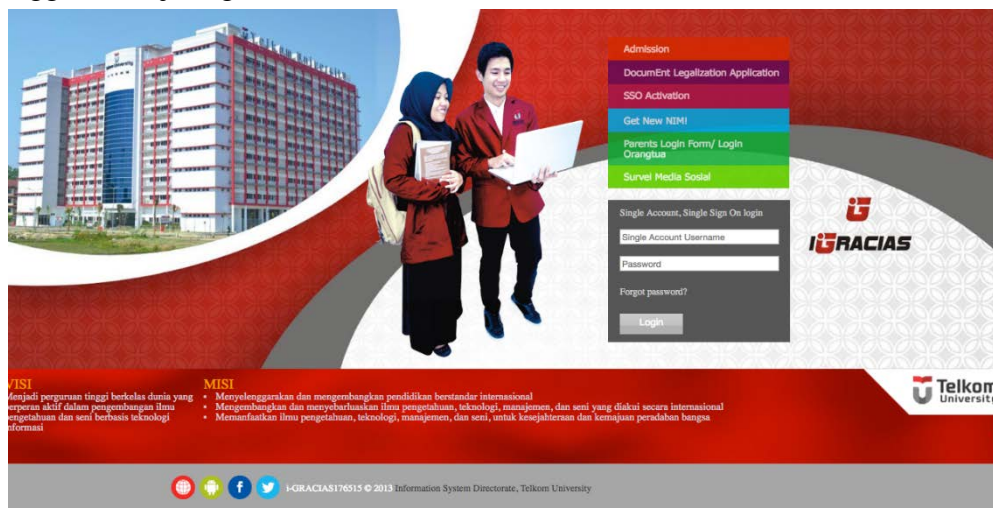 Telkom University
Admission
DocumEnt Legalization Application
SSO Activation
Get New NIM!
Parents Login Form/ Login
Orangtua
Survei Media Sosial
Single Account, Single Sign On login
Single Account Username
Password
Forgot password?
Login
IGRACIAS
VISI
Menjadi perguruan tinggi berkelas dunia yang
berperan aktif dalam pengembangan ilmu
pengetahuan dan seni berbasis teknologi
informasi
MISI
• Menyelenggarakan dan mengembangkan pendidikan berstandar internasional
• Mengembangkan dan menyebarluaskan ilmu pengetahuan, teknologi, manajemen, dan seni yang diakui secara internasional
• Memanfaatkan ilmu pengetahuan, teknologi, manajemen, dan seni, untuk kesejahteraan dan kemajuan peradaban bangsa
Telkom
University
i-GRACIAS176515 © 2013 Information System Directorate, Telkom University